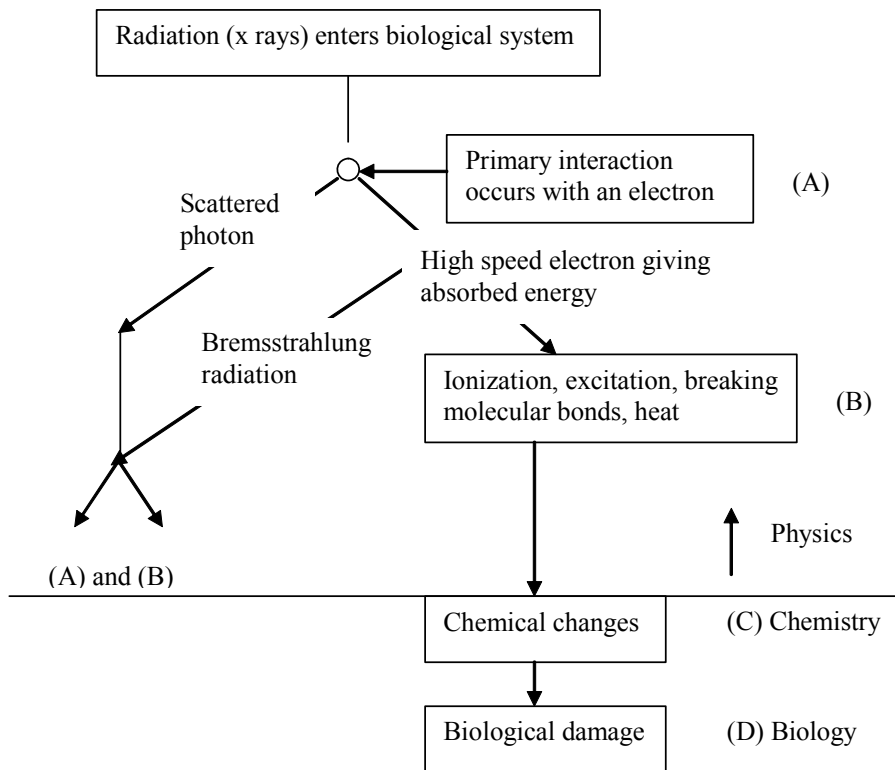 Radiation (x rays) enters biological system
Primary interaction
occurs with an electron
(A)
Scattered
photon
High speed electron giving
absorbed energy
Bremsstrahlung
radiation
Ionization, excitation, breaking
molecular bonds, heat
(B)
Physics
(A) and (B)
Chemical changes
(C) Chemistry
Biological damage
(D) Biology